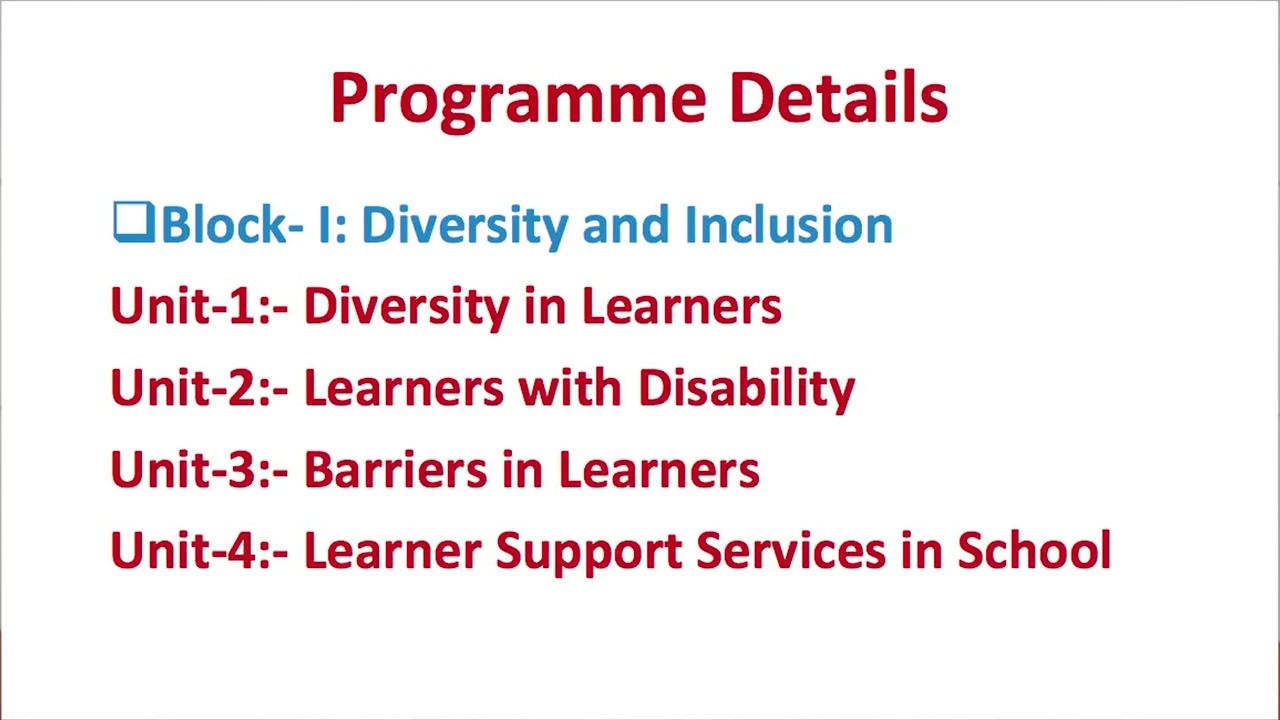 Programme Details
❑Block- I: Diversity and Inclusion
Unit-1:- Diversity in Learners
Unit-2:- Learners with Disability
Unit-3:- Barriers in Learners
Unit-4:- Learner Support Services in School